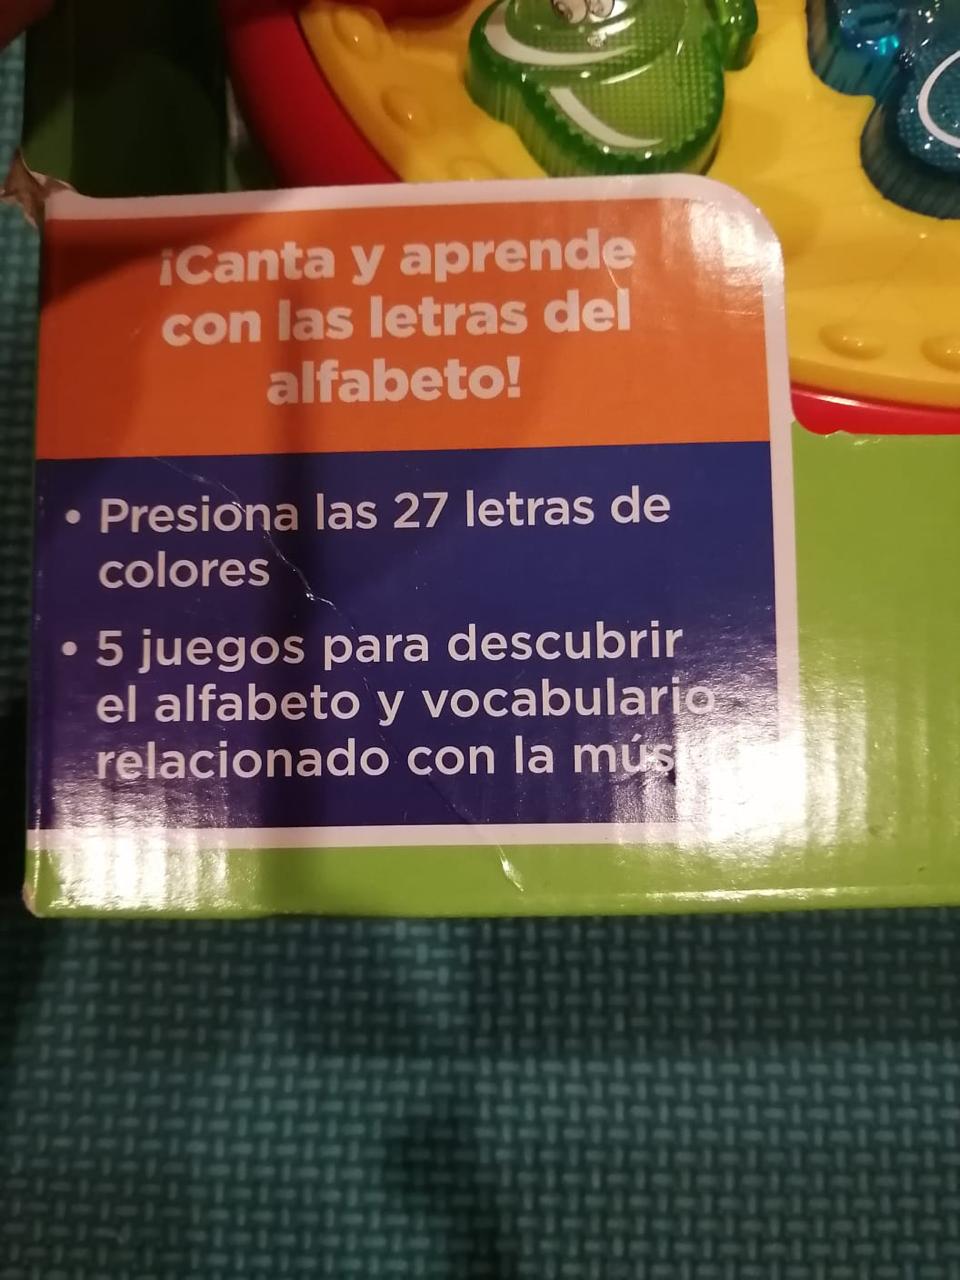 ¡Canta y aprende
con las letras del
alfabeto!
• Presiona las 27 letras de
colores
• 5 juegos para descubrir
el alfabeto y vocabulario
relacionado con la